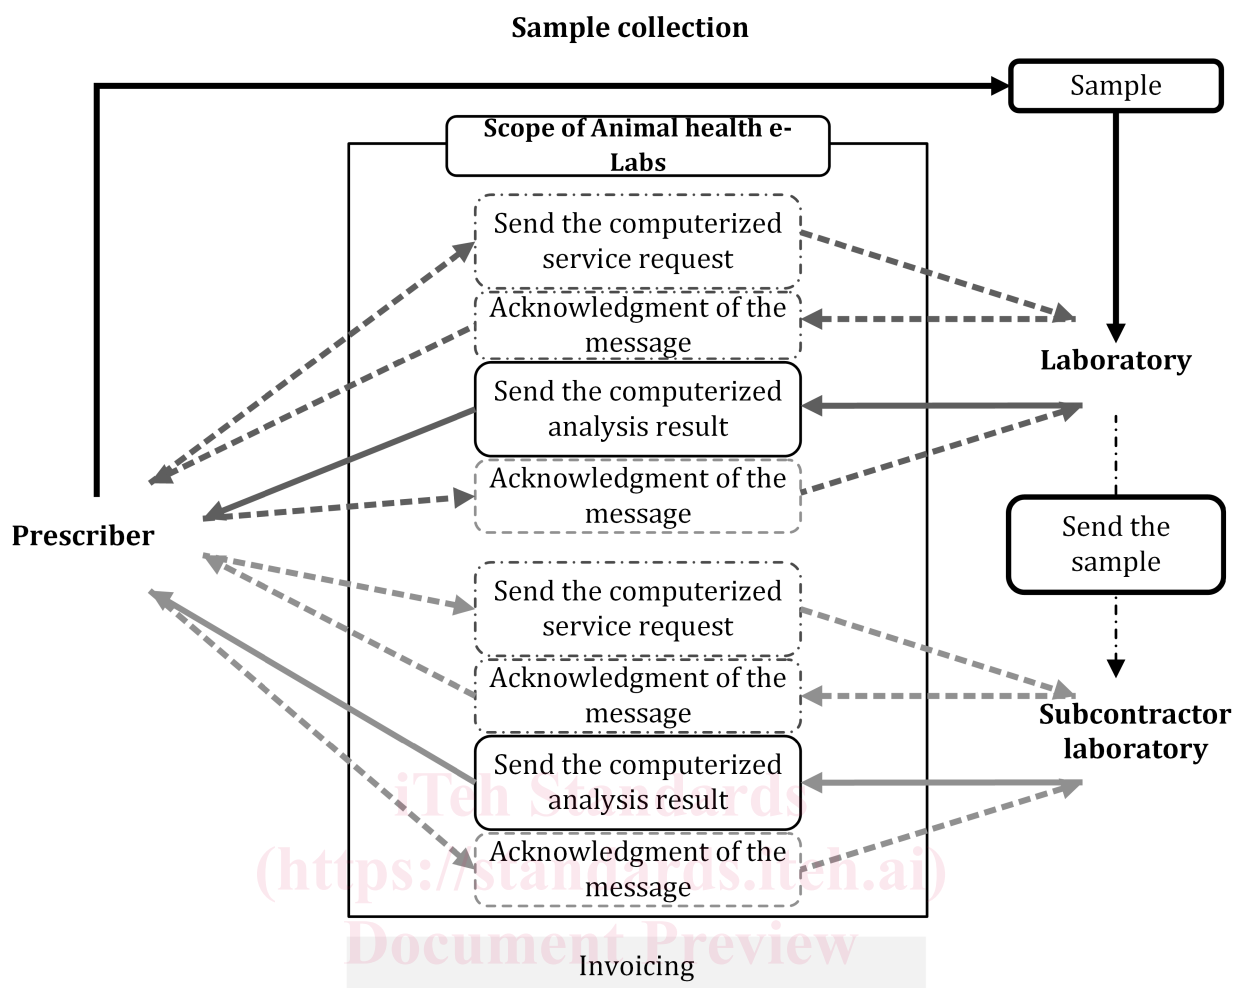 Sample collection
Sample
Scope of Animal health e-
Labs
Send the computerized
service request
Acknowledgment of the
message
Laboratory
Send the computerized
analysis result
Acknowledgment of the
message
Prescriber
Send the
sample
Send the computerized
service request
Acknowledgment of the
message
Subcontractor
laboratory
Send the computerized
analysis result
iTeh Standards
Acknowledgment of the
message
(https://standards.iteh.ai)
Document Preview
Invoicing